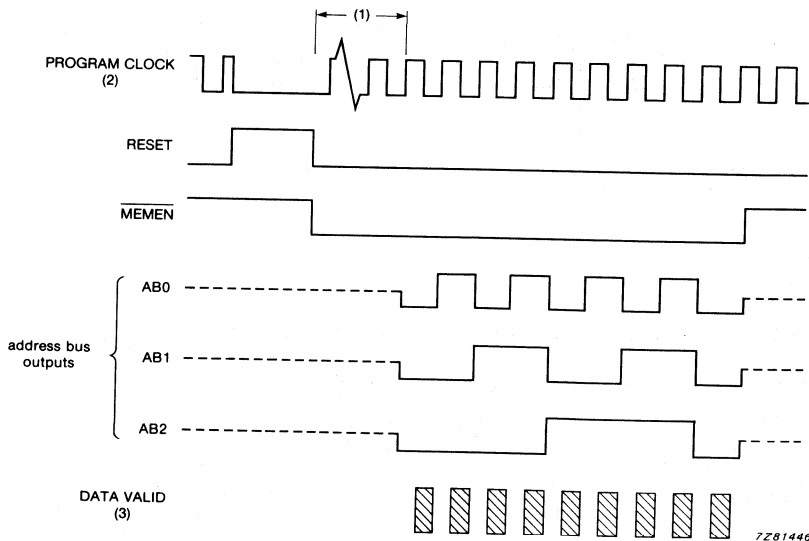 (1)
PROGRAM CLOCK
(2)
RESET
MEMEN
AB0
address bus
outputs
AB1
AB2
DATA VALID
(3)
7Z81446